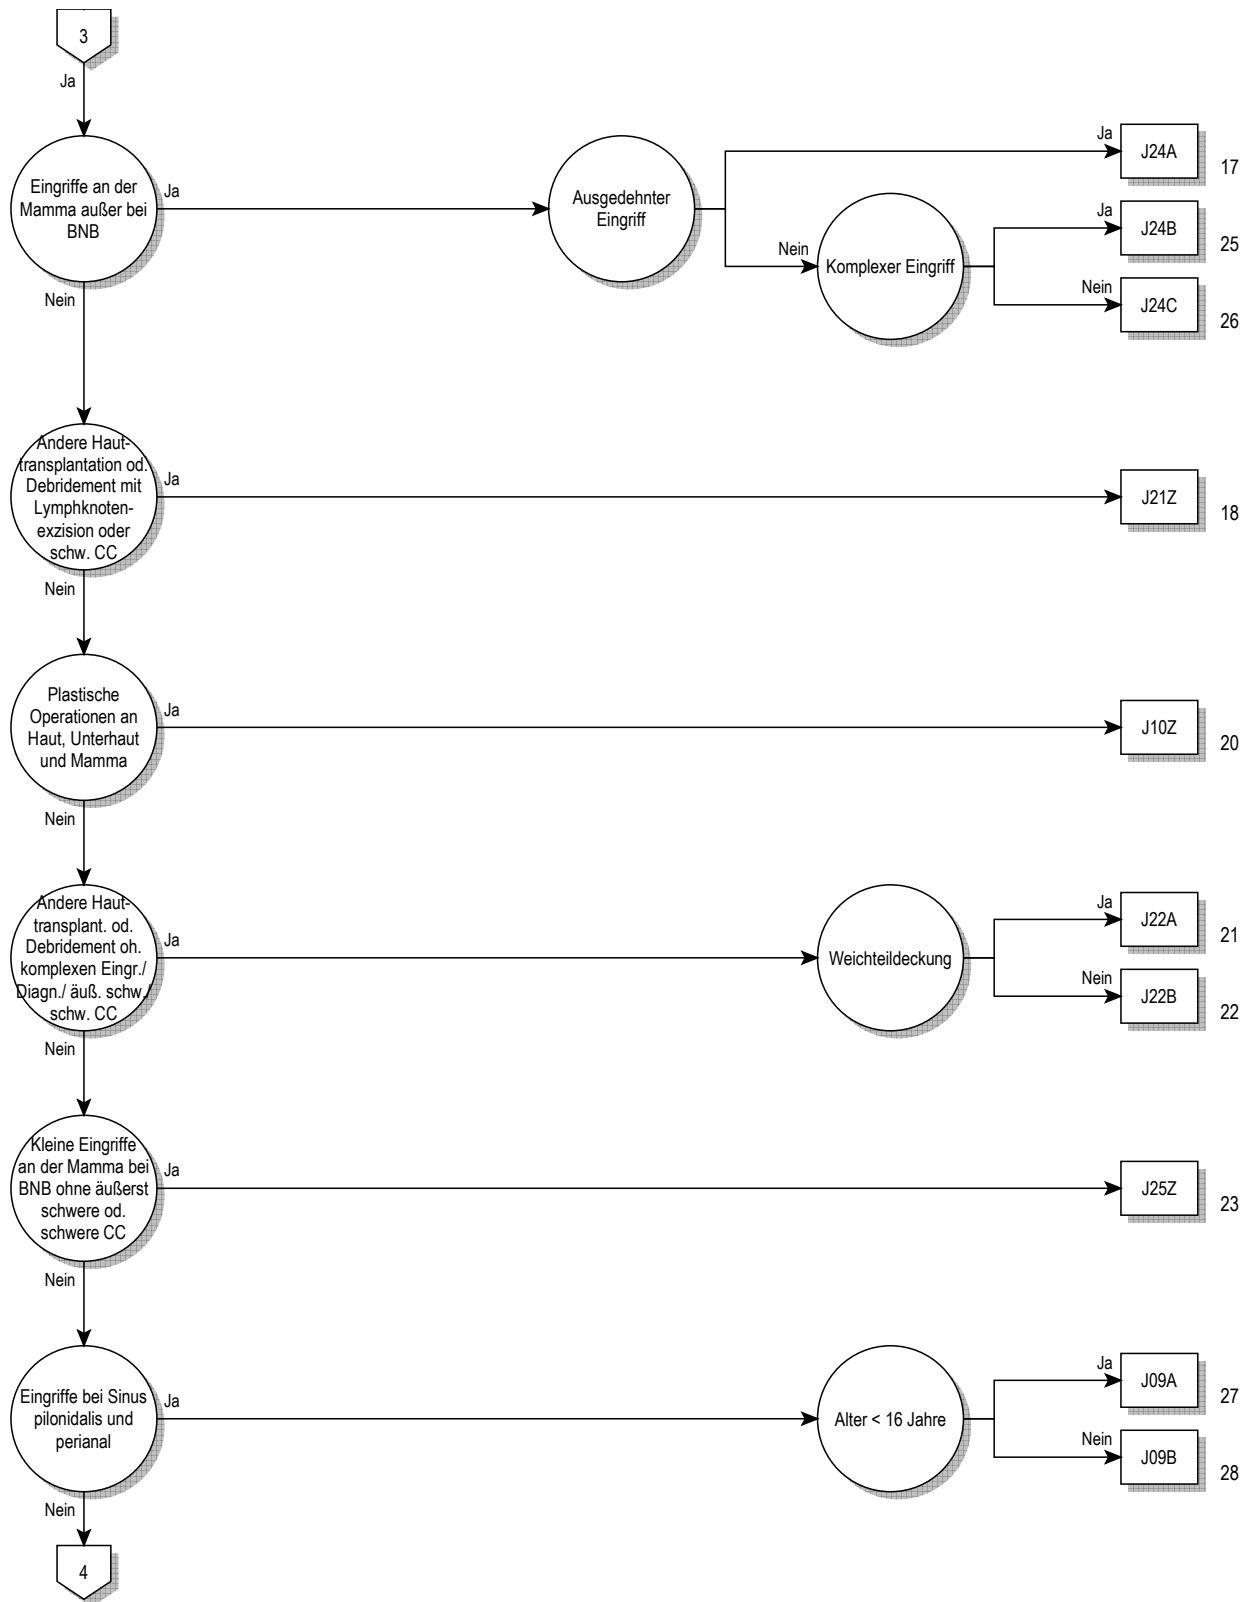 3
Ja
Eingriffe an der
Mamma außer bei
BNB
Ja
Ausgedehnter
Eingriff
Ja
J24A
17
Nein
Komplexer Eingriff
Ja
J24B
25
Nein
J24C
26
Nein
Andere Haut-
transplantation od.
Debridement mit
Lymphknoten-
exzision oder
schw. CC
Ja
J21Z
18
Nein
Plastische
Operationen an
Haut, Unterhaut
und Mamma
Ja
J10Z
20
Nein
Andere Haut-
transplant. od.
Debridement oh.
komplexen Eingr./
Diagn./ äuß. schw./
schw. CC
Ja
Weichteildeckung
Ja
J22A
21
Nein
J22B
22
Nein
Kleine Eingriffe
an der Mamma bei
BNB ohne äußerst
schwere od.
schwere CC
Ja
J25Z
23
Nein
Eingriffe bei Sinus
pilonidalis und
perianal
Ja
Alter < 16 Jahre
Ja
J09A
27
Nein
J09B
28
Nein
4